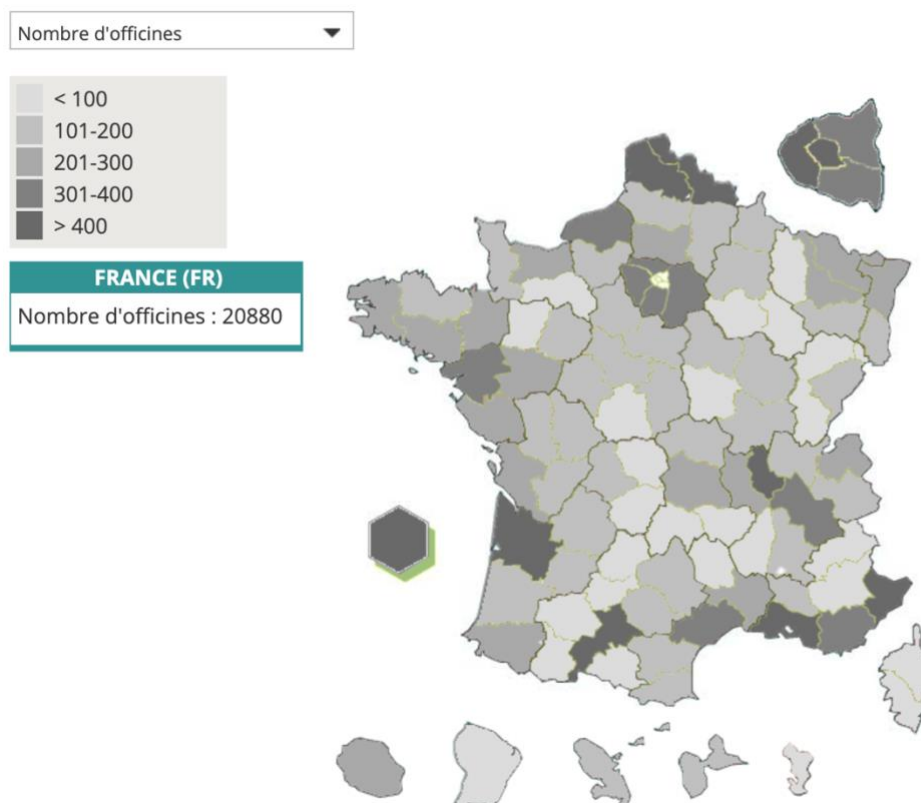 Nombre d'officines
< 100
101-200
201-300
301-400
> 400
FRANCE (FR)
Nombre d'officines : 20880